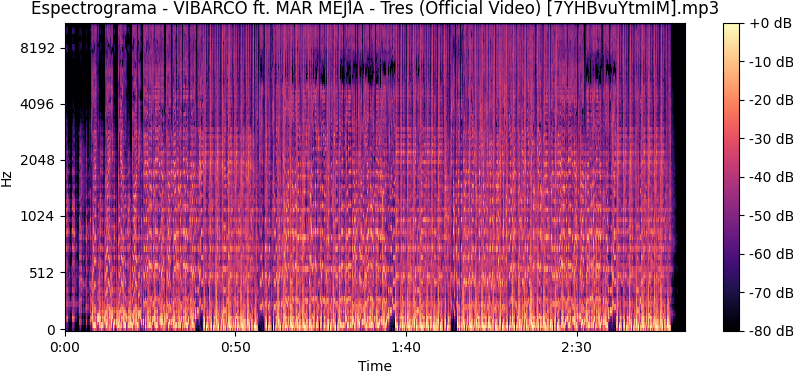 Espectrograma - VIBARCO ft. MAR MEJÍA - Tres (Official Video) [7YHBvuYtmIM].mp3
8192
4096
2048
1024
512
0
Hz
0:00
0:50
1:40
2:30
Time
+0 dB
-10 dB
-20 dB
-30 dB
-40 dB
-50 dB
-60 dB
-70 dB
-80 dB